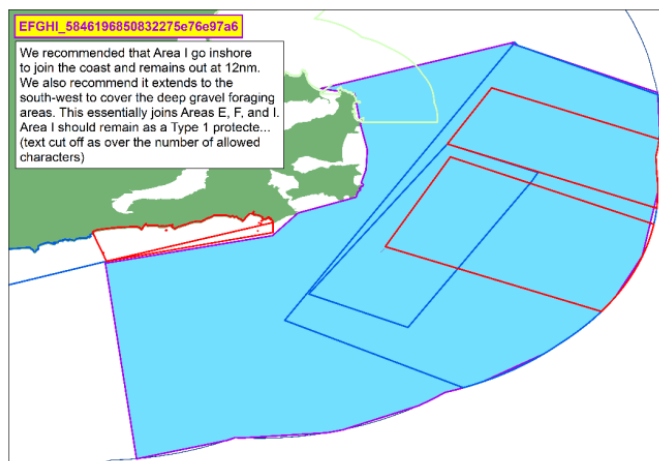 EFGHI_5846196850832275e76e97a6
We recommended that Area I go inshore
to join the coast and remains out at 12nm.
We also recommend it extends to the
south-west to cover the deep gravel foraging
areas. This essentially joins Areas E, F, and I.
Area I should remain as a Type 1 protecte...
(text cut off as over the number of allowed
characters)